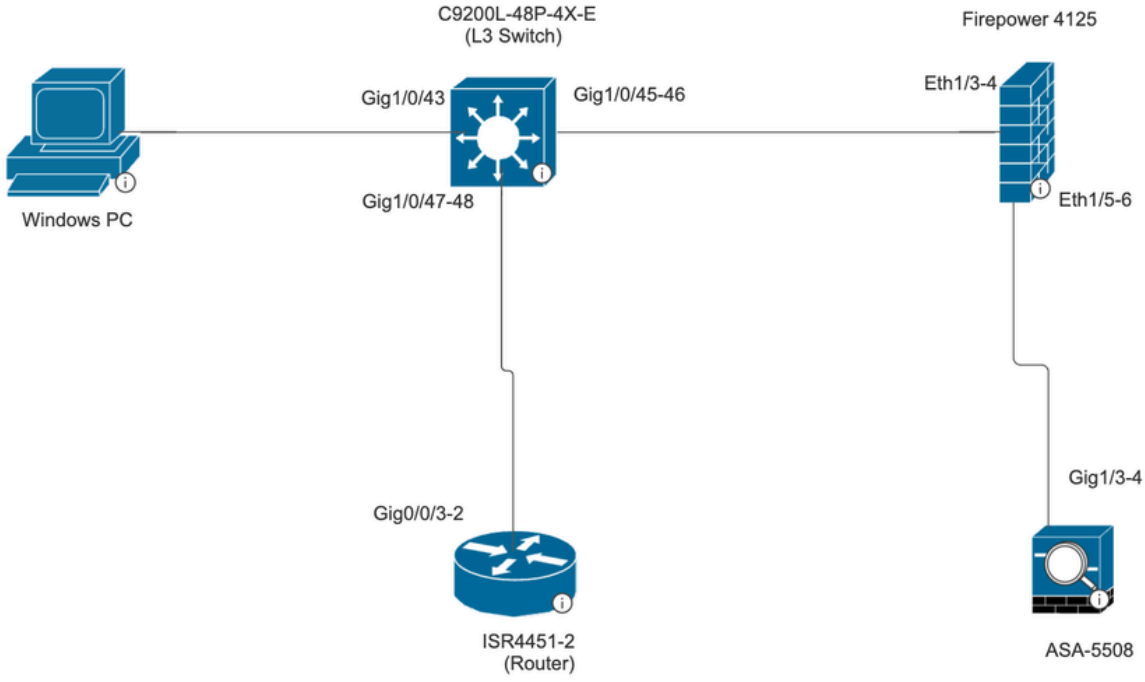 C9200L-48P-4X-E
(L3 Switch)
Firepower 4125
Gig1/0/43
Gig1/0/45-46
Eth1/3-4
i
i
i
Windows PC
Gig1/0/47-48
Eth1/5-6
Gig1/3-4
Gig0/0/3-2
i
i
ISR4451-2
(Router)
ASA-5508